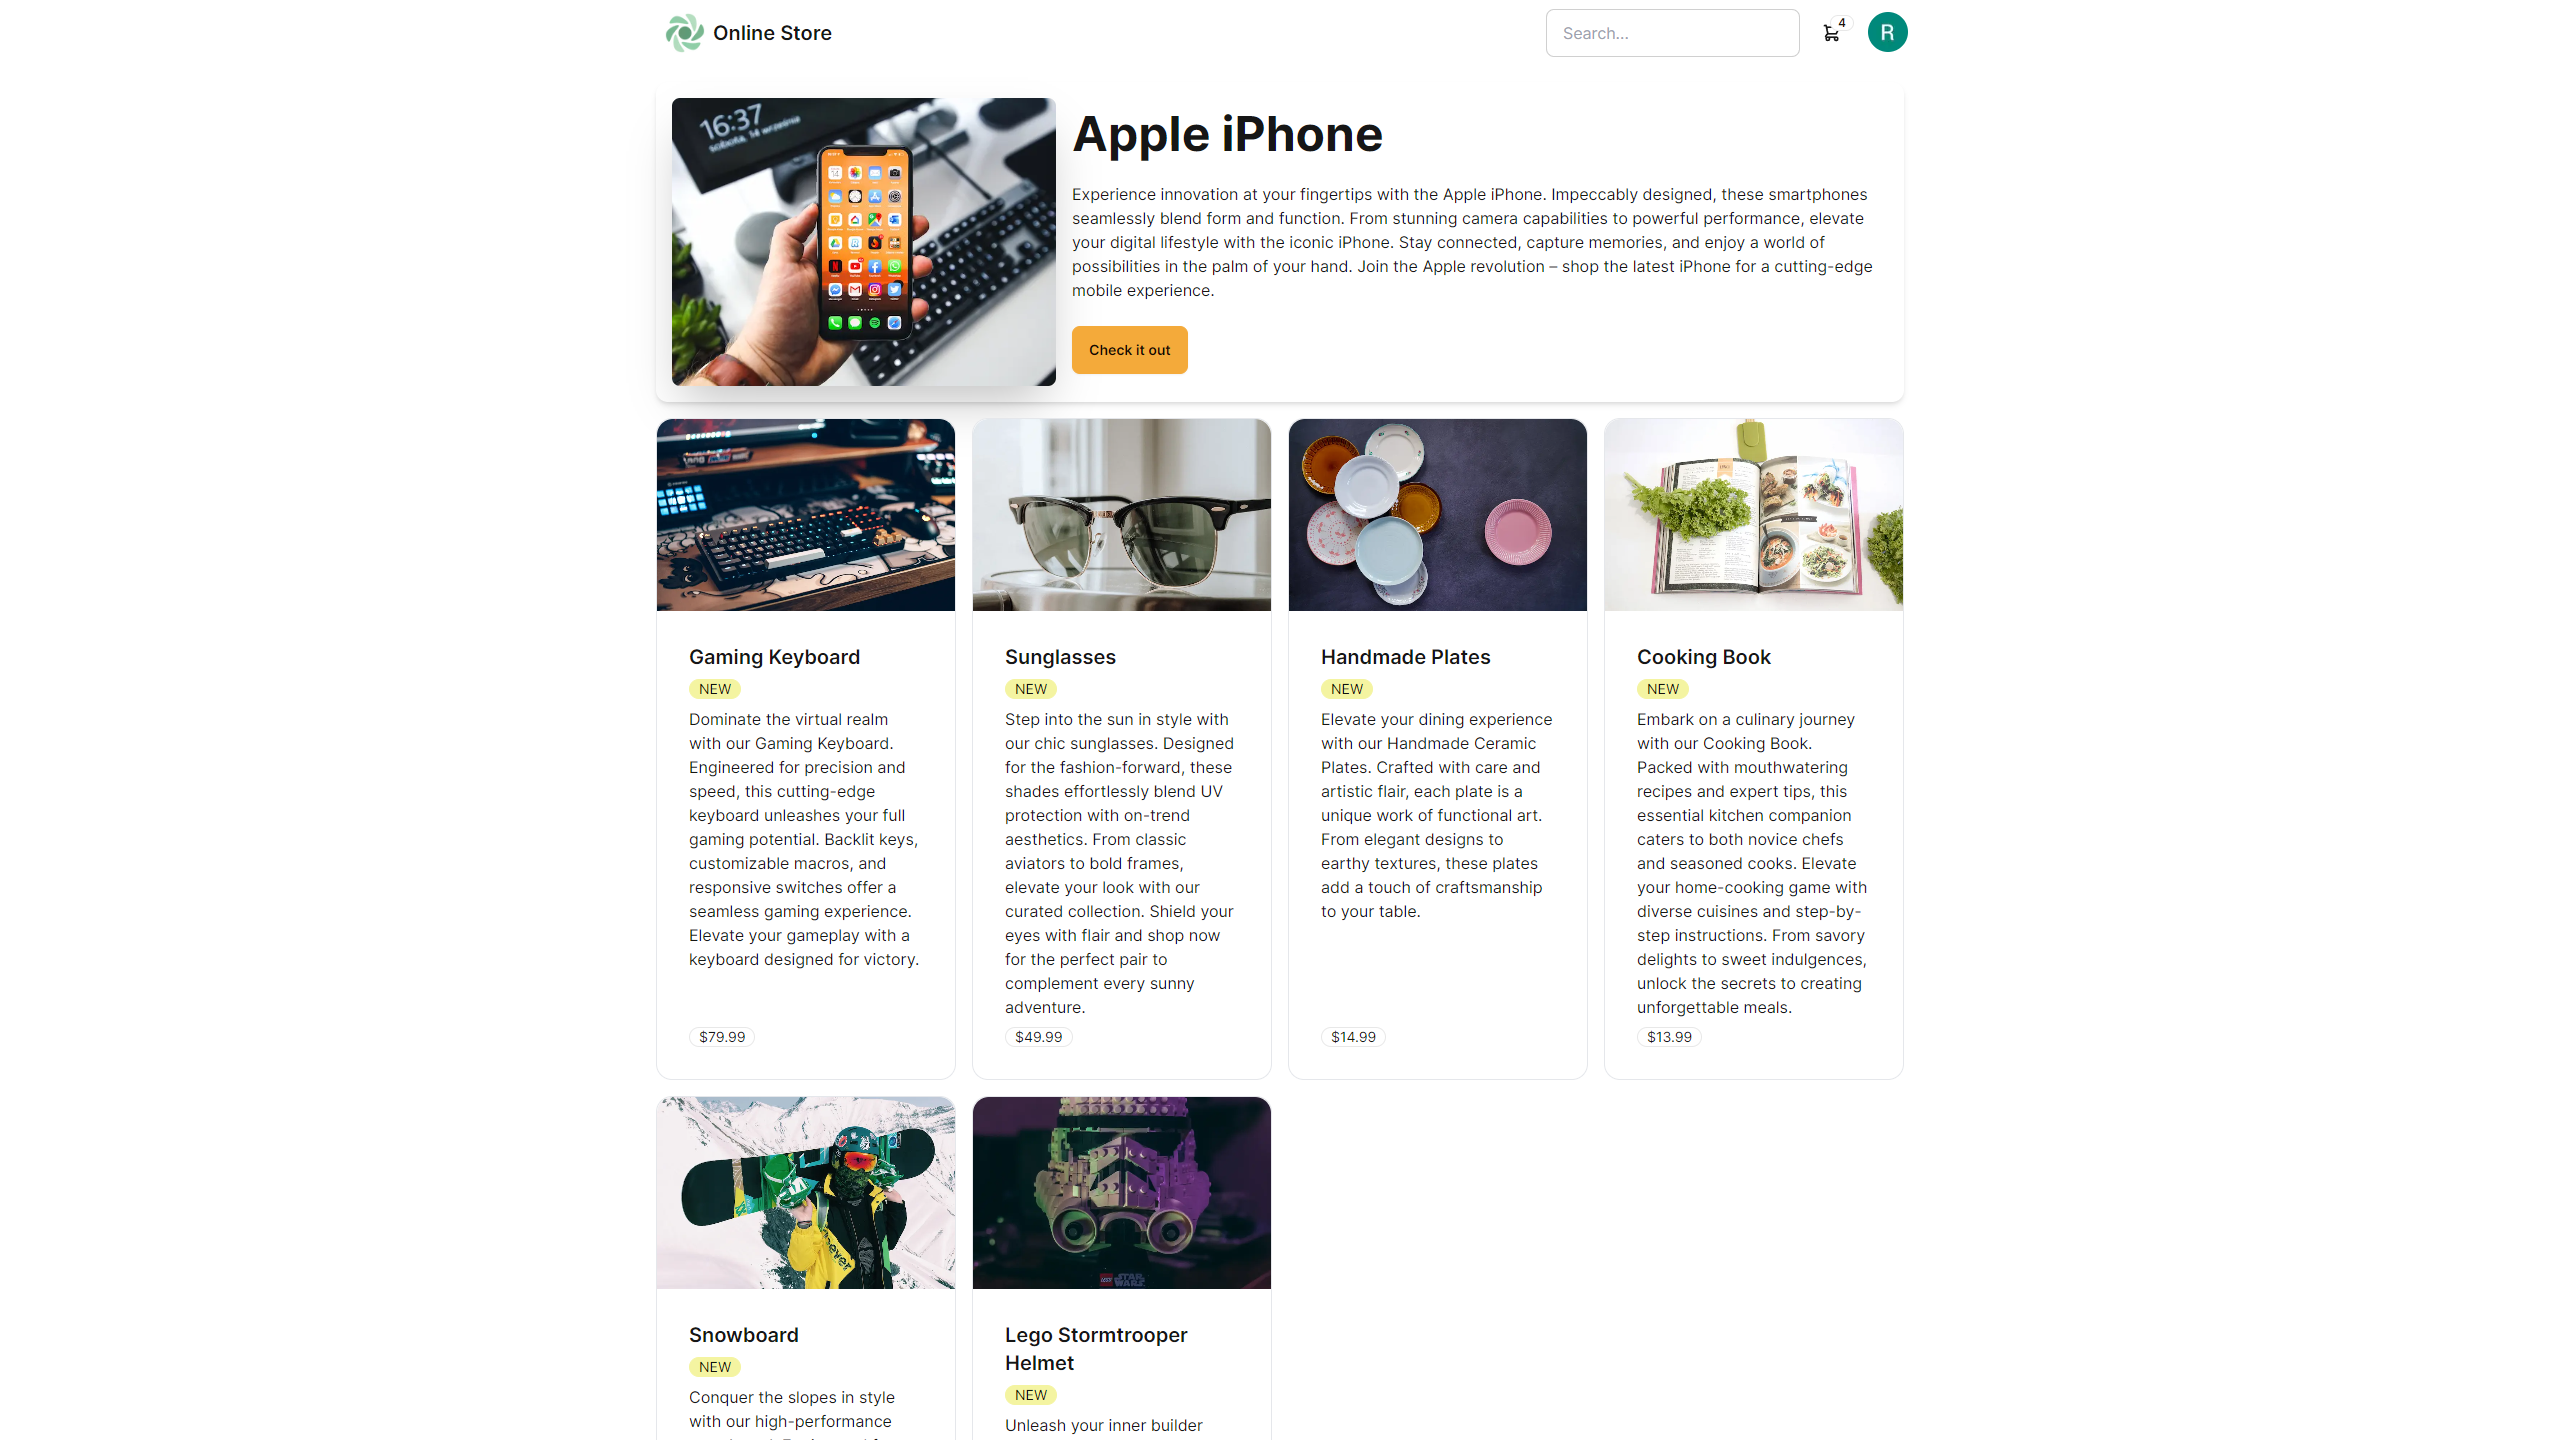 Online Store
Search...
4
R
16:37
sobota, 14 września
Apple iPhone
Experience innovation at your fingertips with the Apple iPhone. Impeccably designed, these smartphones
seamlessly blend form and function. From stunning camera capabilities to powerful performance, elevate
your digital lifestyle with the iconic iPhone. Stay connected, capture memories, and enjoy a world of
possibilities in the palm of your hand. Join the Apple revolution – shop the latest iPhone for a cutting-edge
mobile experience.
Check it out
Gaming Keyboard
NEW
Dominate the virtual realm
with our Gaming Keyboard.
Engineered for precision and
speed, this cutting-edge
keyboard unleashes your full
gaming potential. Backlit keys,
customizable macros, and
responsive switches offer a
seamless gaming experience.
Elevate your gameplay with a
keyboard designed for victory.
$79.99
Sunglasses
NEW
Step into the sun in style with
our chic sunglasses. Designed
for the fashion-forward, these
shades effortlessly blend UV
protection with on-trend
aesthetics. From classic
aviators to bold frames,
elevate your look with our
curated collection. Shield your
eyes with flair and shop now
for the perfect pair to
complement every sunny
adventure.
$49.99
Handmade Plates
NEW
Elevate your dining experience
with our Handmade Ceramic
Plates. Crafted with care and
artistic flair, each plate is a
unique work of functional art.
From elegant designs to
earthy textures, these plates
add a touch of craftsmanship
to your table.
$14.99
Cooking Book
NEW
Embark on a culinary journey
with our Cooking Book.
Packed with mouthwatering
recipes and expert tips, this
essential kitchen companion
caters to both novice chefs
and seasoned cooks. Elevate
your home-cooking game with
diverse cuisines and step-by-
step instructions. From savory
delights to sweet indulgences,
unlock the secrets to creating
unforgettable meals.
$13.99
Snowboard
NEW
Conquer the slopes in style
with our high-performance
LEGO STAR WARS
Lego Stormtrooper
Helmet
NEW
Unleash your inner builder